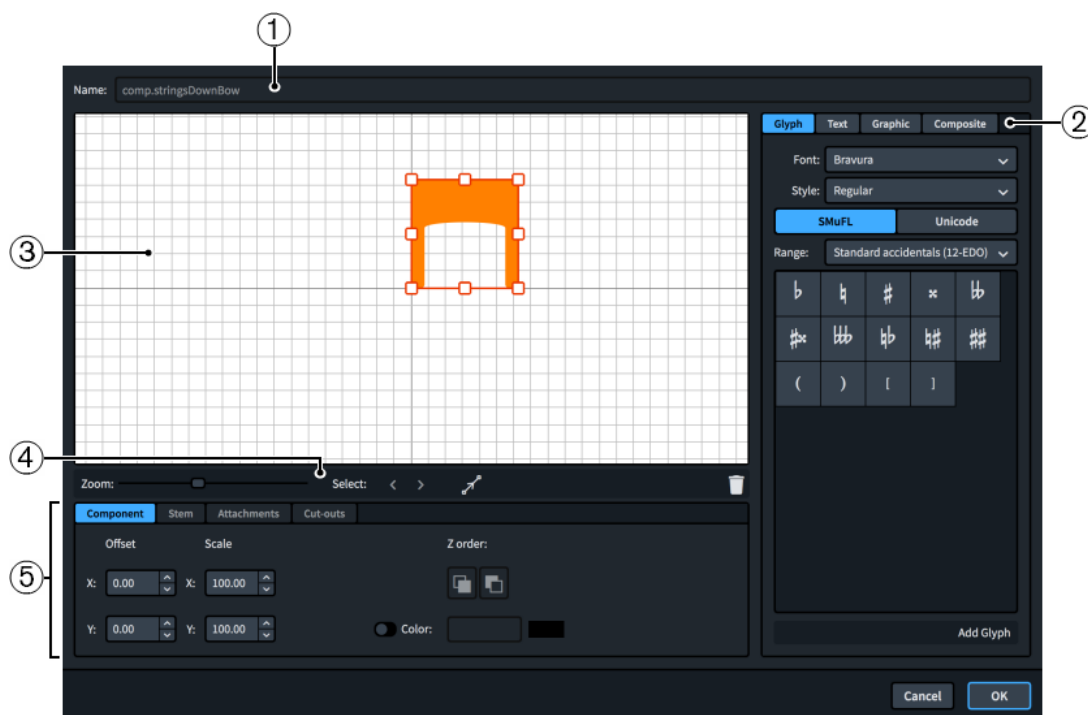 1
Name: comp.stringsDownBow
2
Glyph Text Graphic Composite
Font: Bravura
Style: Regular
SMuFL Unicode
Range: Standard accidentals (12-EDO)
3
4
Zoom: Select: < >
Component Stem Attachments Cut-outs
Offset Scale Z order:
5
X: 0.00 X: 100.00
Y: 0.00 Y: 100.00 Color:
Add Glyph
Cancel OK